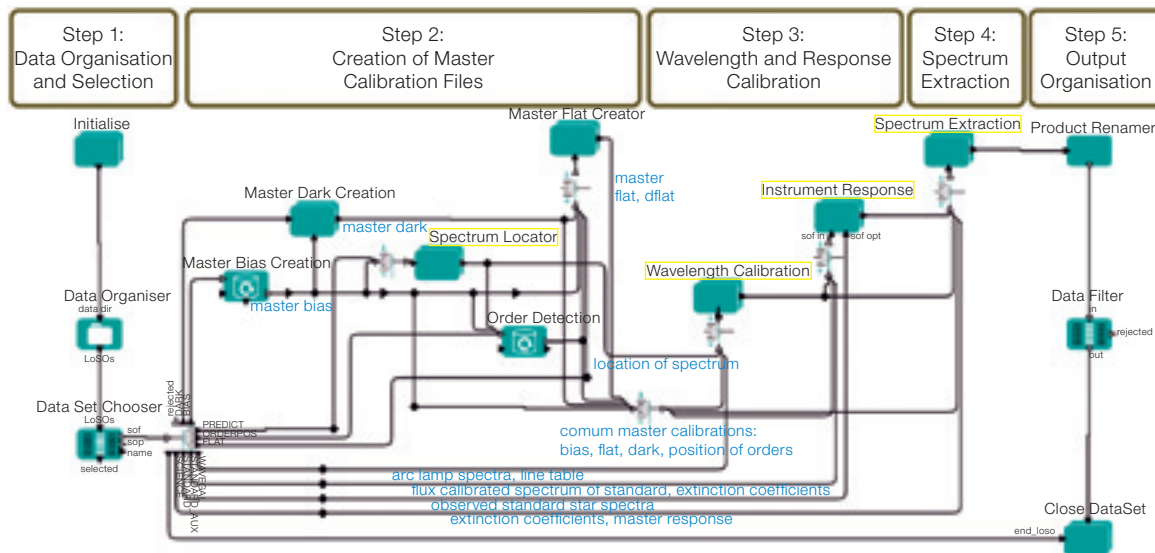 Step 1:
Data Organisation
and Selection
Step 2:
Creation of Master
Calibration Files
Step 3:
Wavelength and Response
Calibration
Step 4:
Spectrum
Extraction
Step 5:
Output
Organisation
Initialise
Master Flat Creator
Spectrum Extraction
Product Renamer
master
flat, dflat
Master Dark Creation
master dark
Instrument Response
sof in
sof opt
Spectrum Locator
Master Bias Creation
master bias
Wavelength Calibration
Data Organiser
data dir
LoSOs
Order Detection
Data Filter
in
rejected
out
location of spectrum
Data Set Chooser
LoSOs
sof
sop
name
selected
rejected
DARK
BIAS
PREDICT
ORDERPOS
FLAT
comum master calibrations:
bias, flat, dark, position of orders
arc lamp spectra, line table
flux calibrated spectrum of standard, extinction coefficients
observed standard star spectra
extinction coefficients, master response
end_loso
Close DataSet